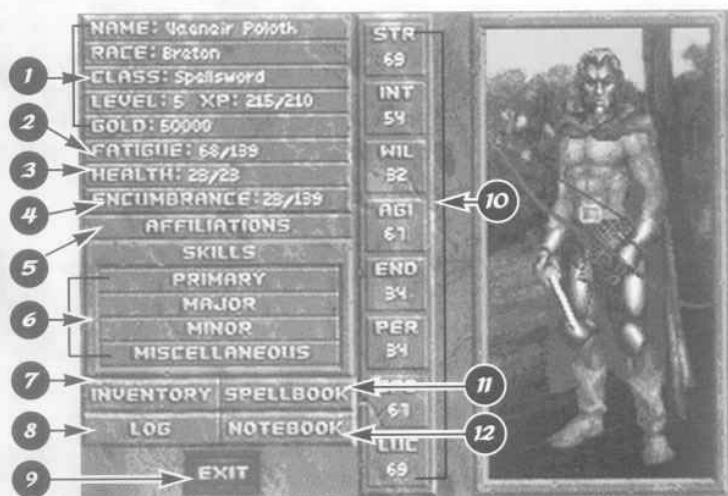 NAME: Vagneir Poloth
RACE: Breton
CLASS: Spellsword
LEVEL: 5 XP: 215/210
GOLD: 50000
FATIGUE: 68/139
HEALTH: 23/23
ENCUMBRANCE: 23/139
AFFILIATIONS
SKILLS
PRIMARY
MAJOR
MINOR
MISCELLANEOUS
INVENTORY SPELLBOOK
LOG NOTEBOOK
EXIT
STR
69
INT
54
WIL
32
AGI
67
END
34
PER
34
67
LUC
69
1
2
3
4
5
6
7
8
9
10
11
12